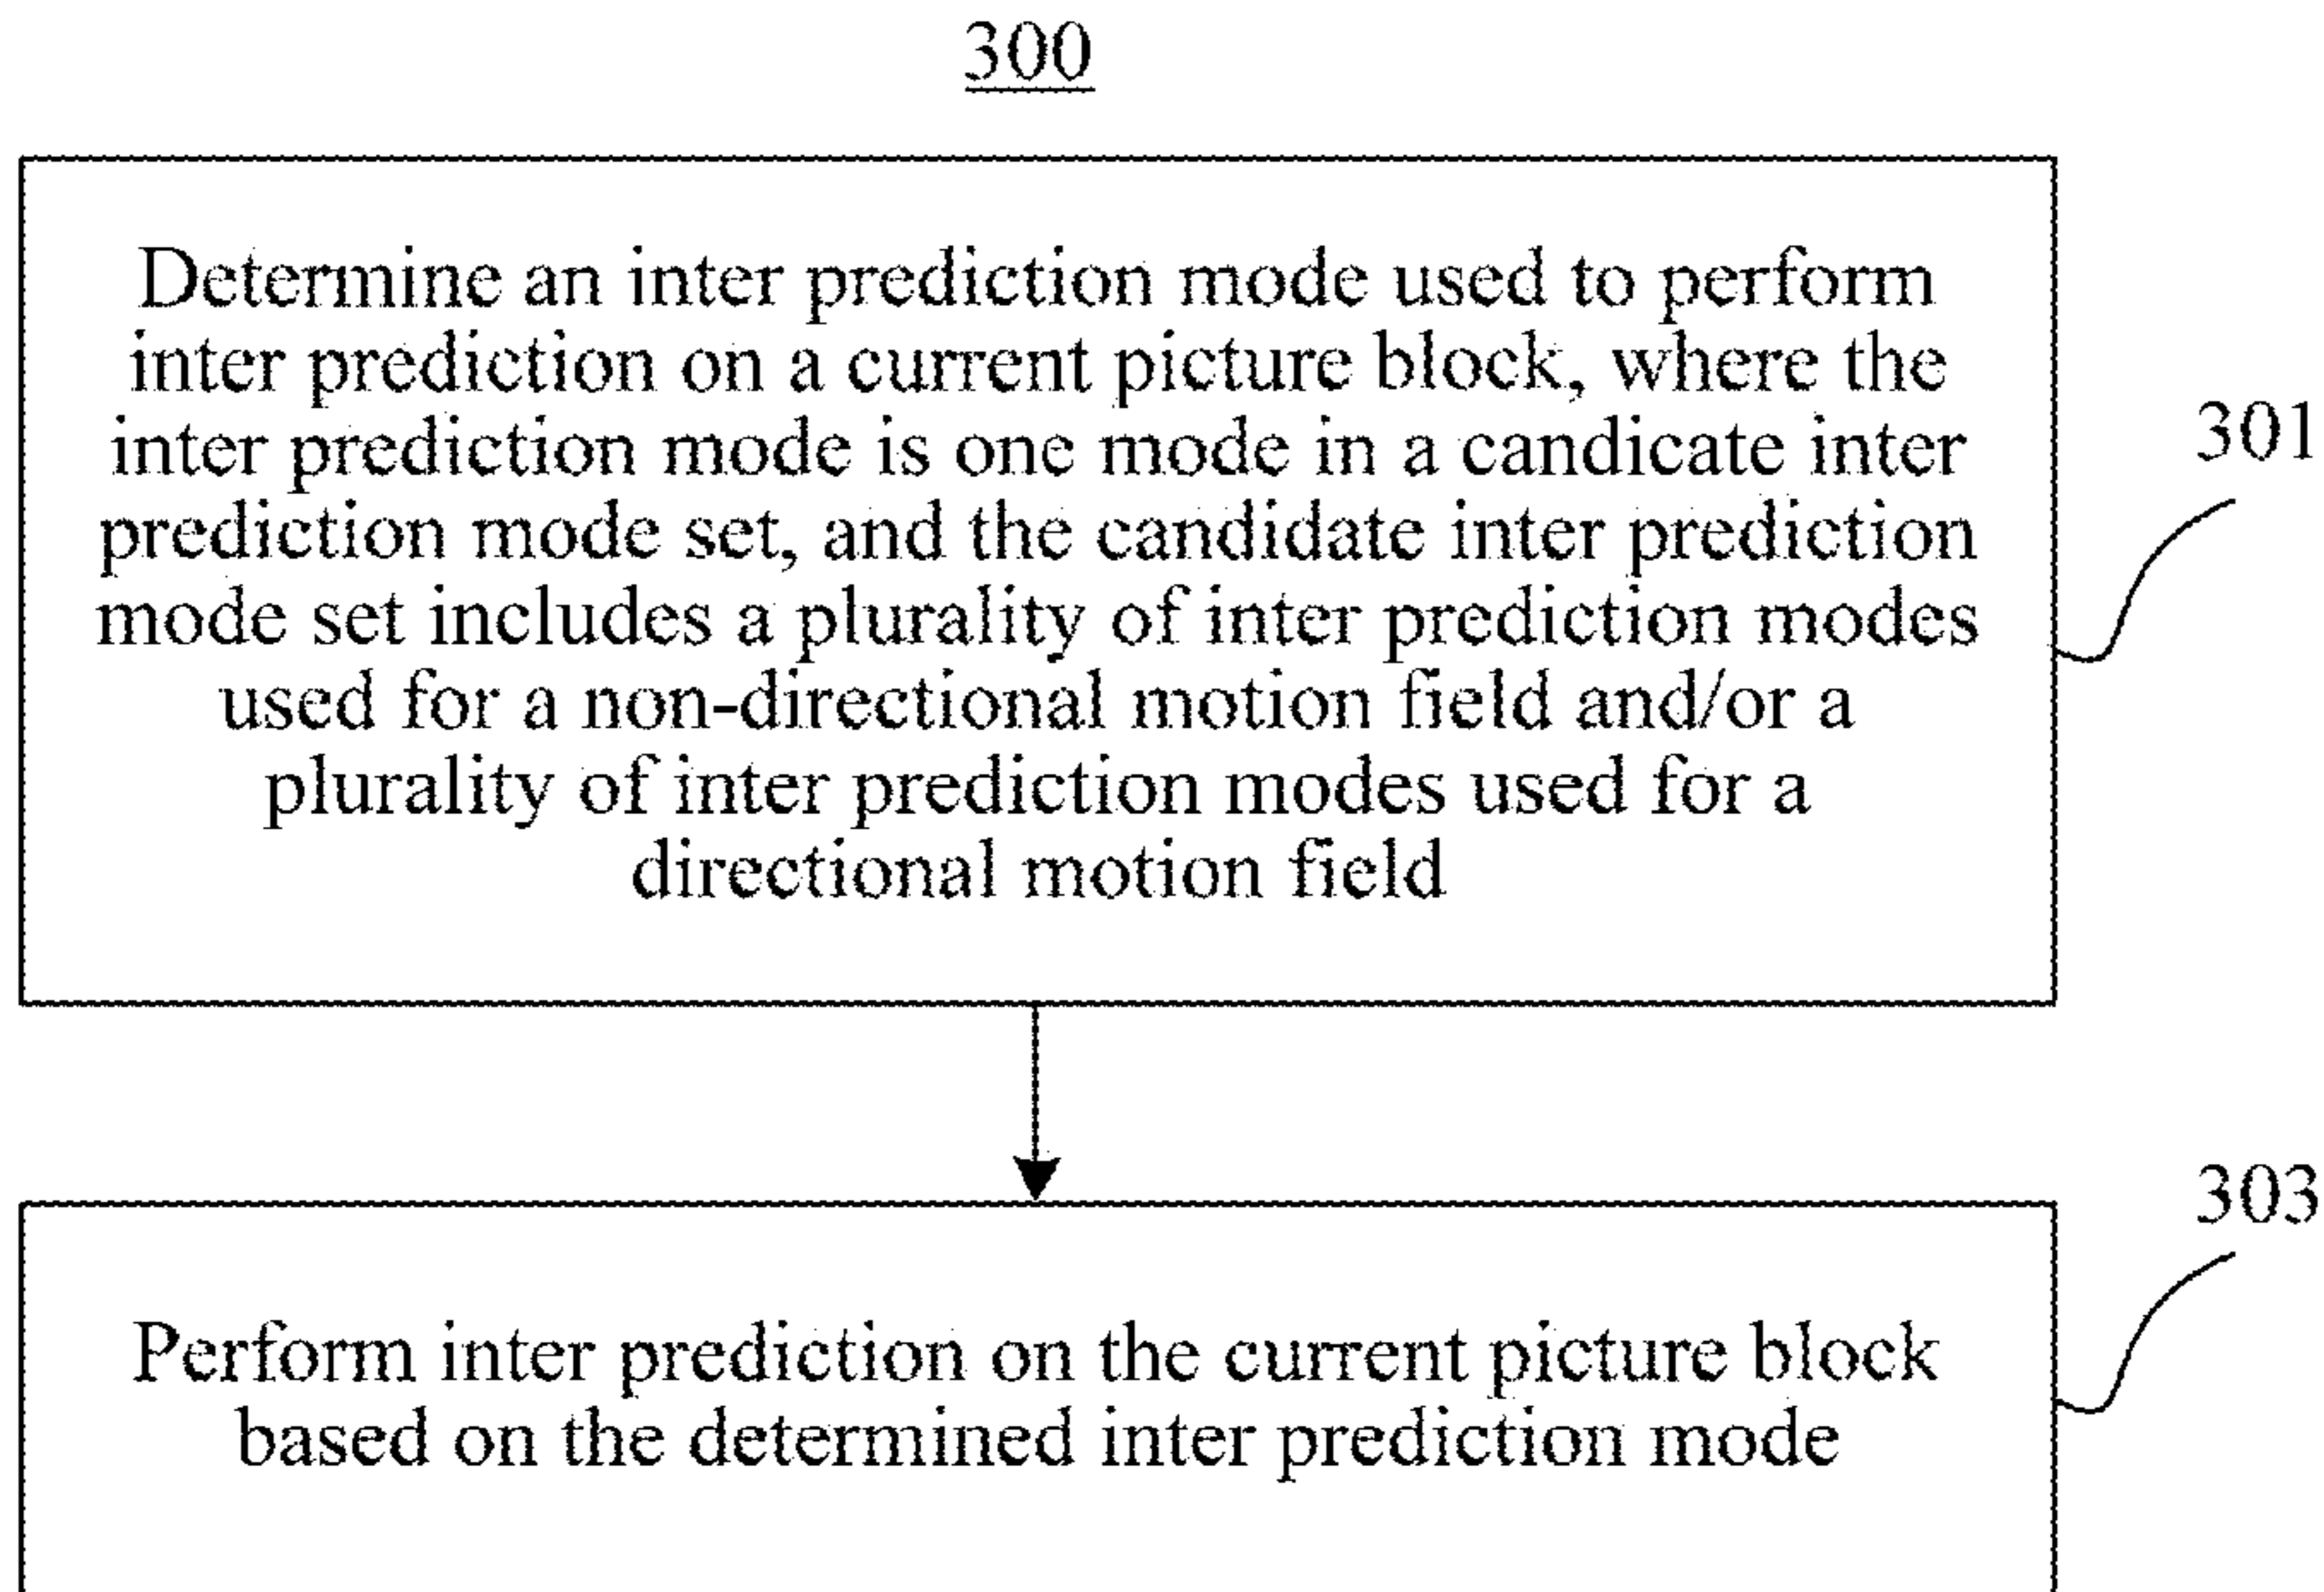 300
Determine an inter prediction mode used to perform
inter prediction on a current picture block, where the
inter prediction mode is one mode in a candicate inter
prediction mode set, and the candidate inter prediction
mode set includes a plurality of inter prediction modes
used for a non-directional motion field and/or a
plurality of inter prediction modes used for a
directional motion field
301
Perform inter prediction on the current picture block
based on the determined inter prediction mode
303